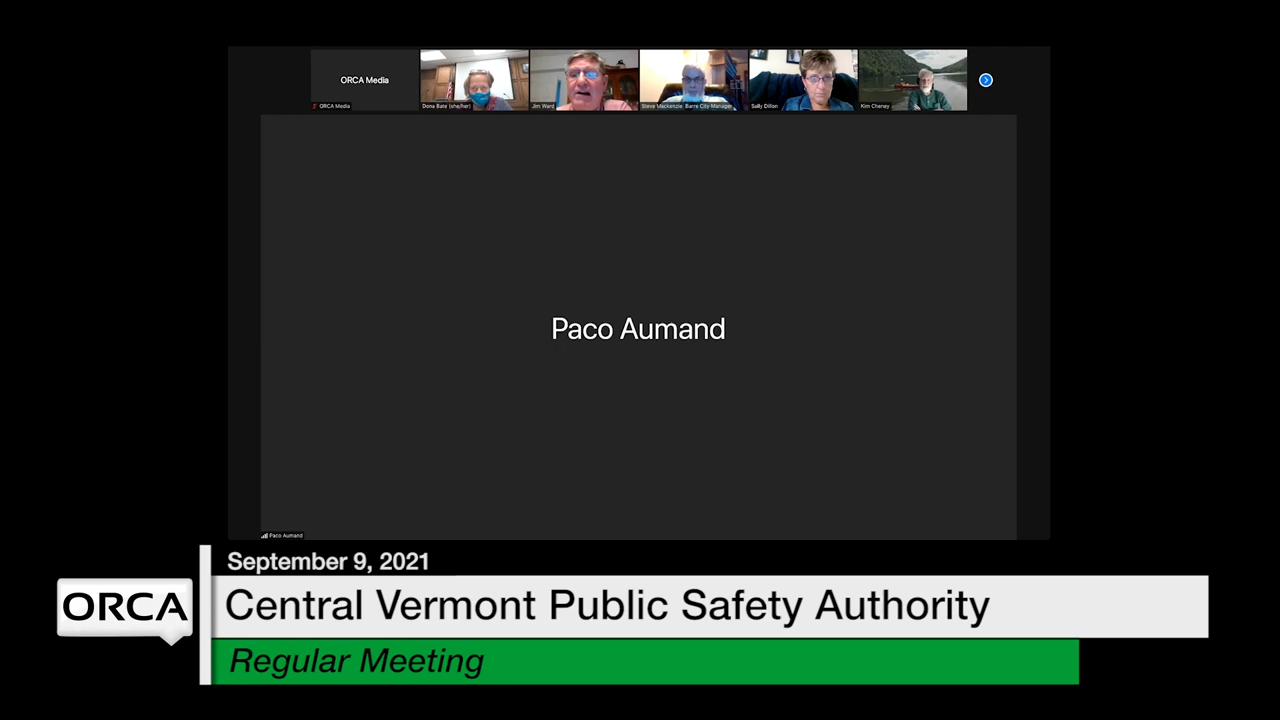 ORCA Media
ORCA Media
Dona Bate (she/her)
Jim Ward
Steve Mackenzie Barre City Manager
Sally Dillon
Kim Cheney
Paco Aumand
Paco Aumand
September 9, 2021
ORCA
Central Vermont Public Safety Authority
Regular Meeting